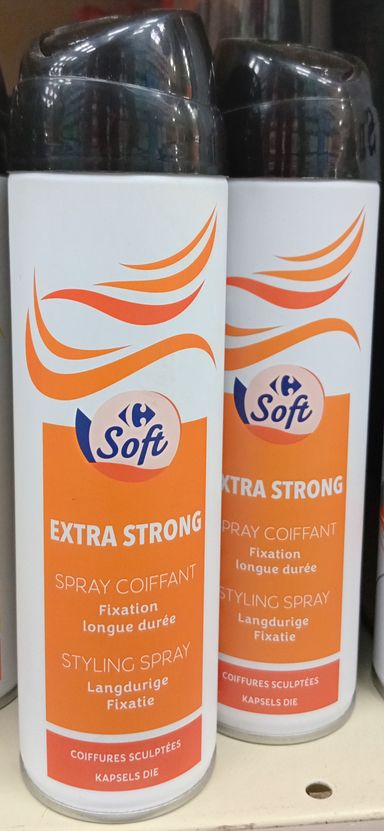 Soft
EXTRA STRONG
SPRAY COIFFANT
Fixation
longue durée
STYLING SPRAY
Langdurige
Fixatie
COIFFURES SCULPTÉES
KAPSELS DIE
Soft
XTRA STRONG
PRAY COIFFANT
Fixation
longue durée
STYLING SPRAY
Langdurige
Fixatie
COIFFURES SCULPTÉES
KAPSELS DIE